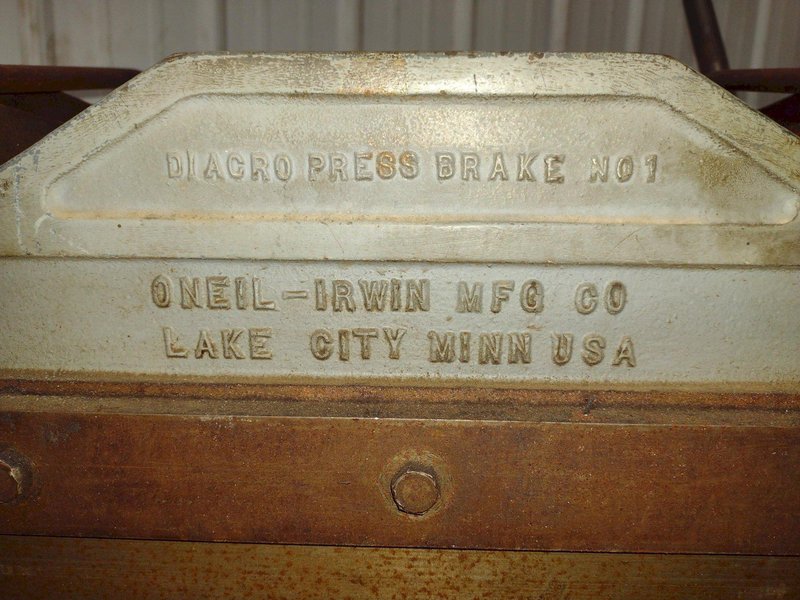 DIACRO PRESS BRAKE NO1
ONEIL-IRWIN MFG CO
LAKE CITY MINN USA